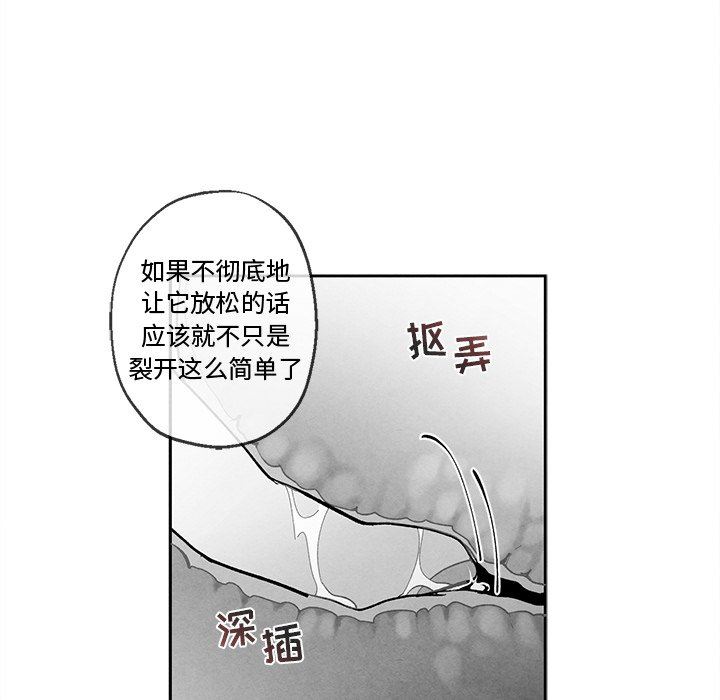 如果不彻底地
让它放松的话
应该就不只是
裂开这么简单了
抠弄
深插